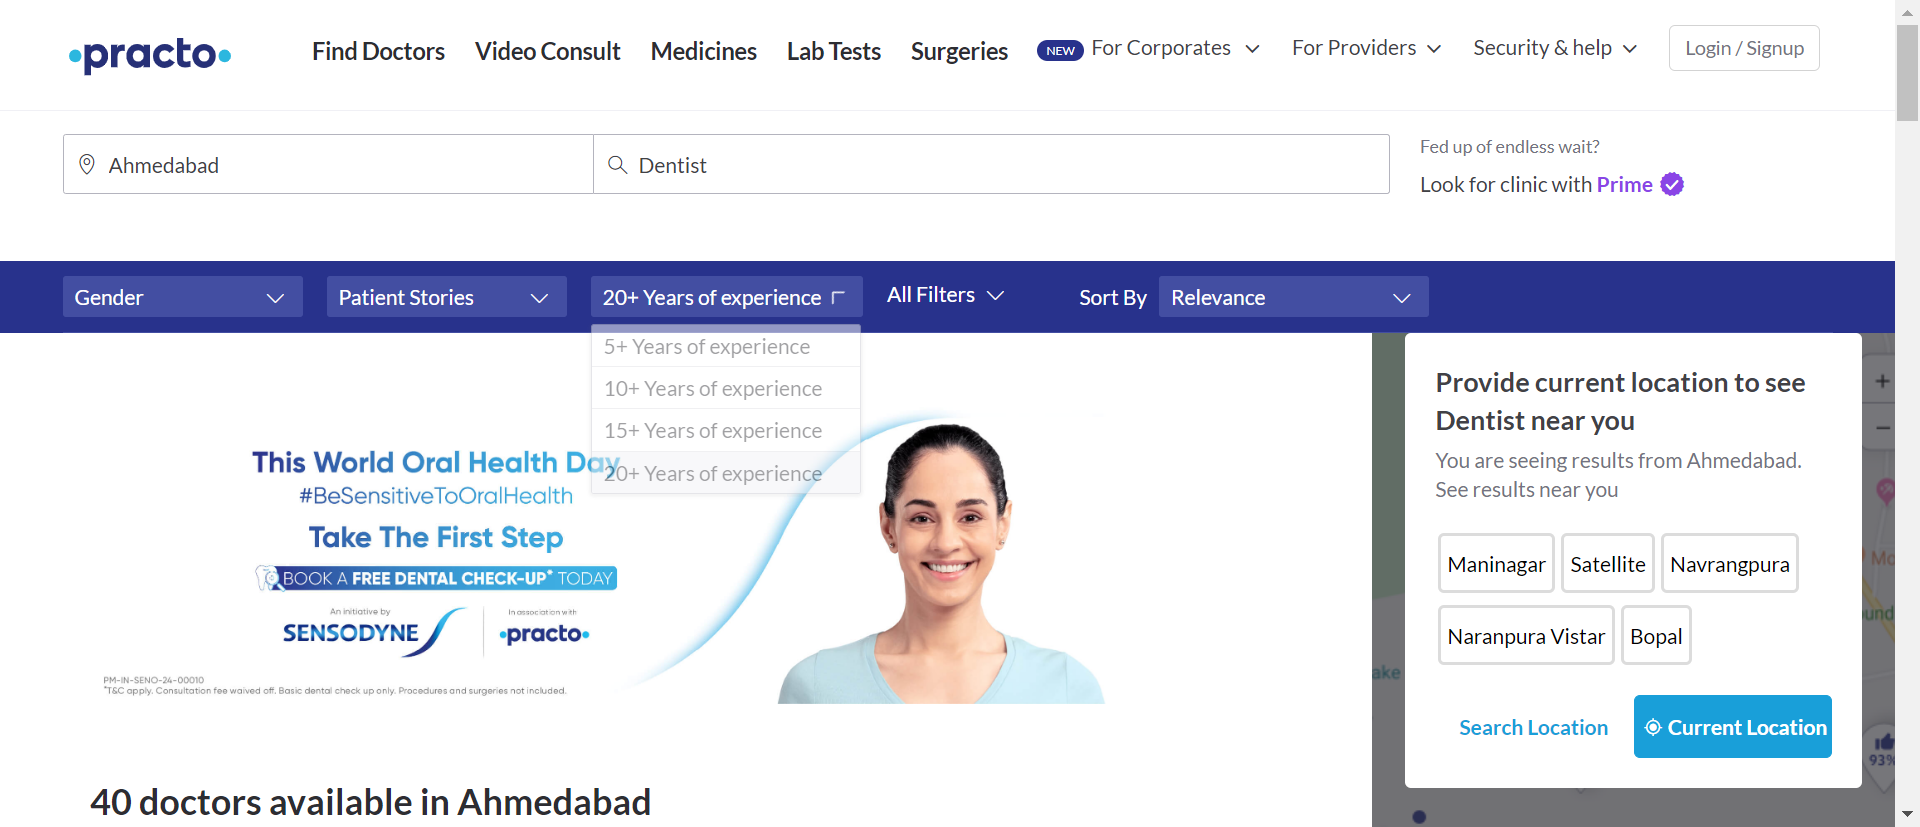 practo
Find Doctors
Video Consult
Medicines
Lab Tests
Surgeries
NEW
For Corporates
For Providers
Security & help
Login / Signup
Ahmedabad
Dentist
Fed up of endless wait?
Look for clinic with Prime
Gender
Patient Stories
20+ Years of experience
All Filters
Sort By
Relevance
5+ Years of experience
10+ Years of experience
15+ Years of experience
20+ Years of experience
This World Oral Health Day
#BeSensitiveToOralHealth
Take The First Step
BOOK A FREE DENTAL CHECK-UP* TODAY
An initiative by
SENSODYNE
In association with
practo
PM-IN-SENO-24-00010
*T&C apply. Consultation fee waived off. Basic dental check up only. Procedures and surgeries not included.
40 doctors available in Ahmedabad
Provide current location to see
Dentist near you
You are seeing results from Ahmedabad.
See results near you
Maninagar
Satellite
Navrangpura
Naranpura Vistar
Bopal
Search Location
Current Location
93%